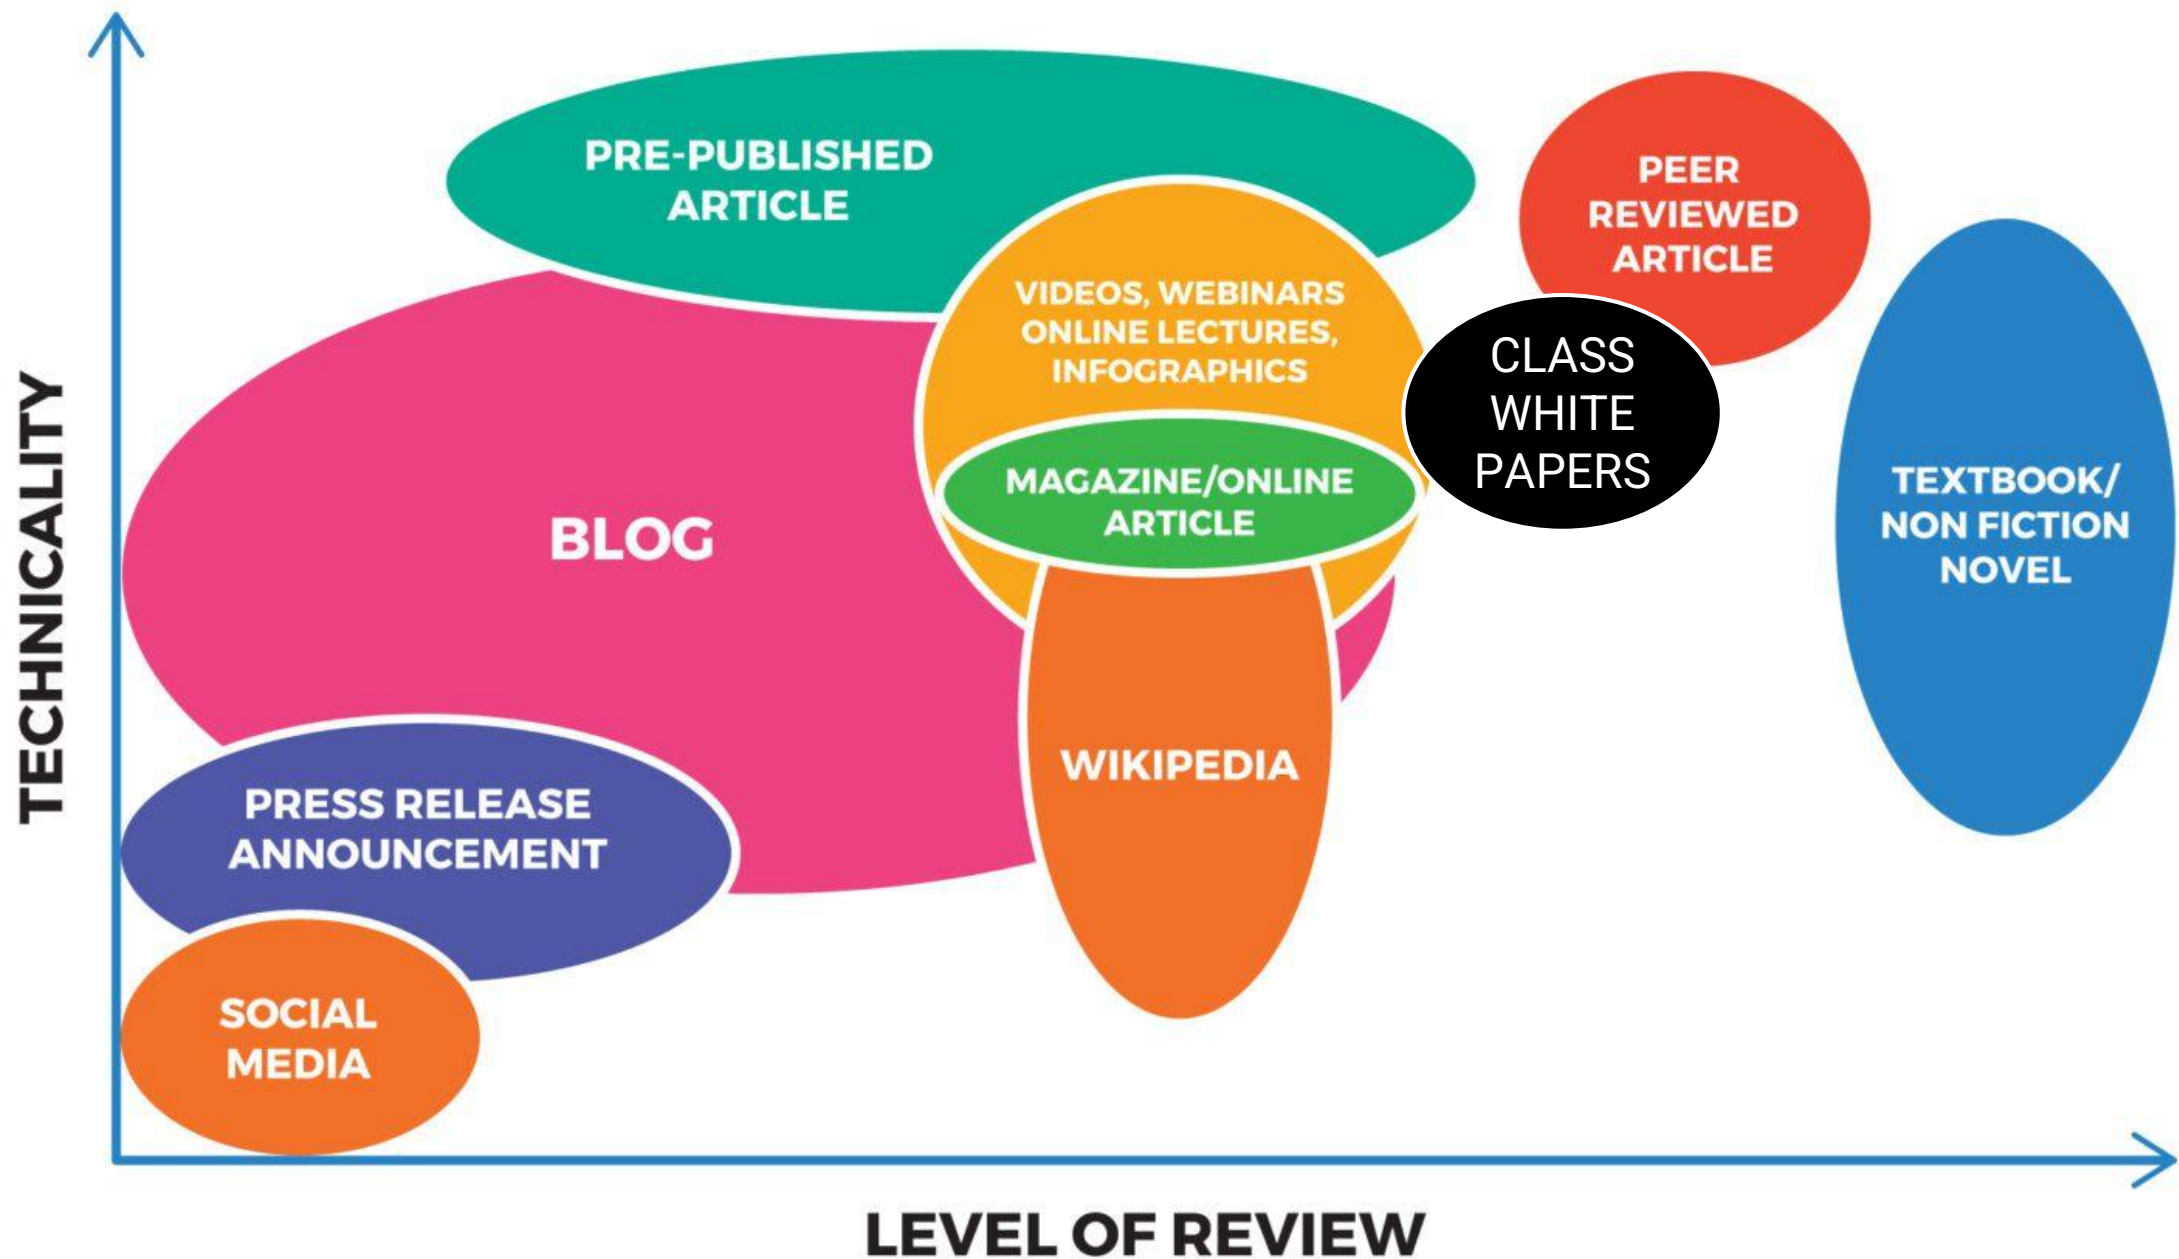 TECHNICALITY
PRE-PUBLISHED
ARTICLE
PEER
REVIEWED
ARTICLE
VIDEOS, WEBINARS
ONLINE LECTURES,
INFOGRAPHICS
CLASS
WHITE
PAPERS
MAGAZINE/ONLINE
ARTICLE
TEXTBOOK/
NON FICTION
NOVEL
BLOG
WIKIPEDIA
PRESS RELEASE
ANNOUNCEMENT
SOCIAL
MEDIA
LEVEL OF REVIEW